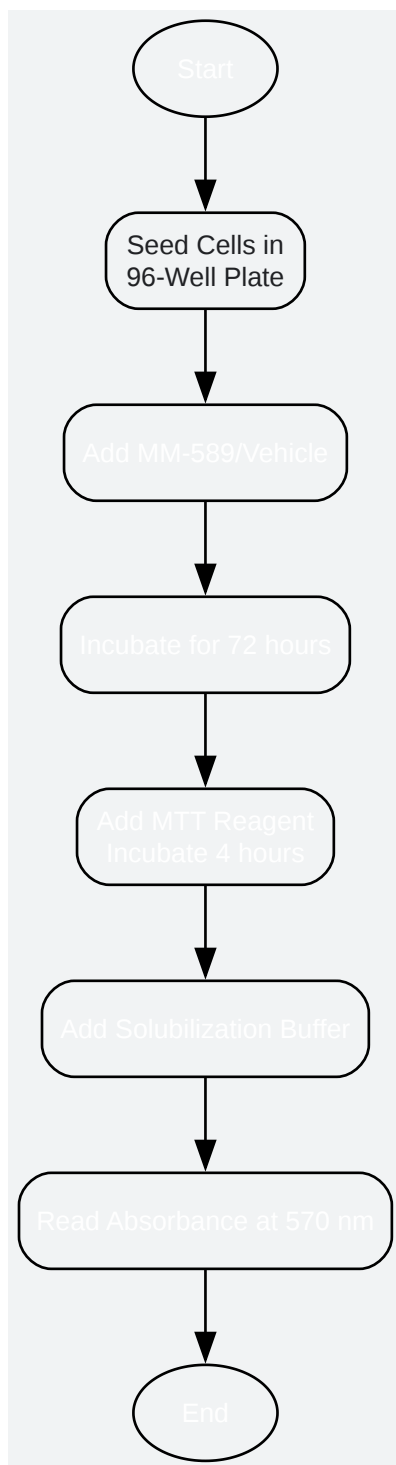 Start
Seed Cells in
96-Well Plate
Add MM-589/Vehicle
Incubate for 72 hours
Add MTT Reagent
Incubate 4 hours
Add Solubilization Buffer
Read Absorbance at 570 nm
End